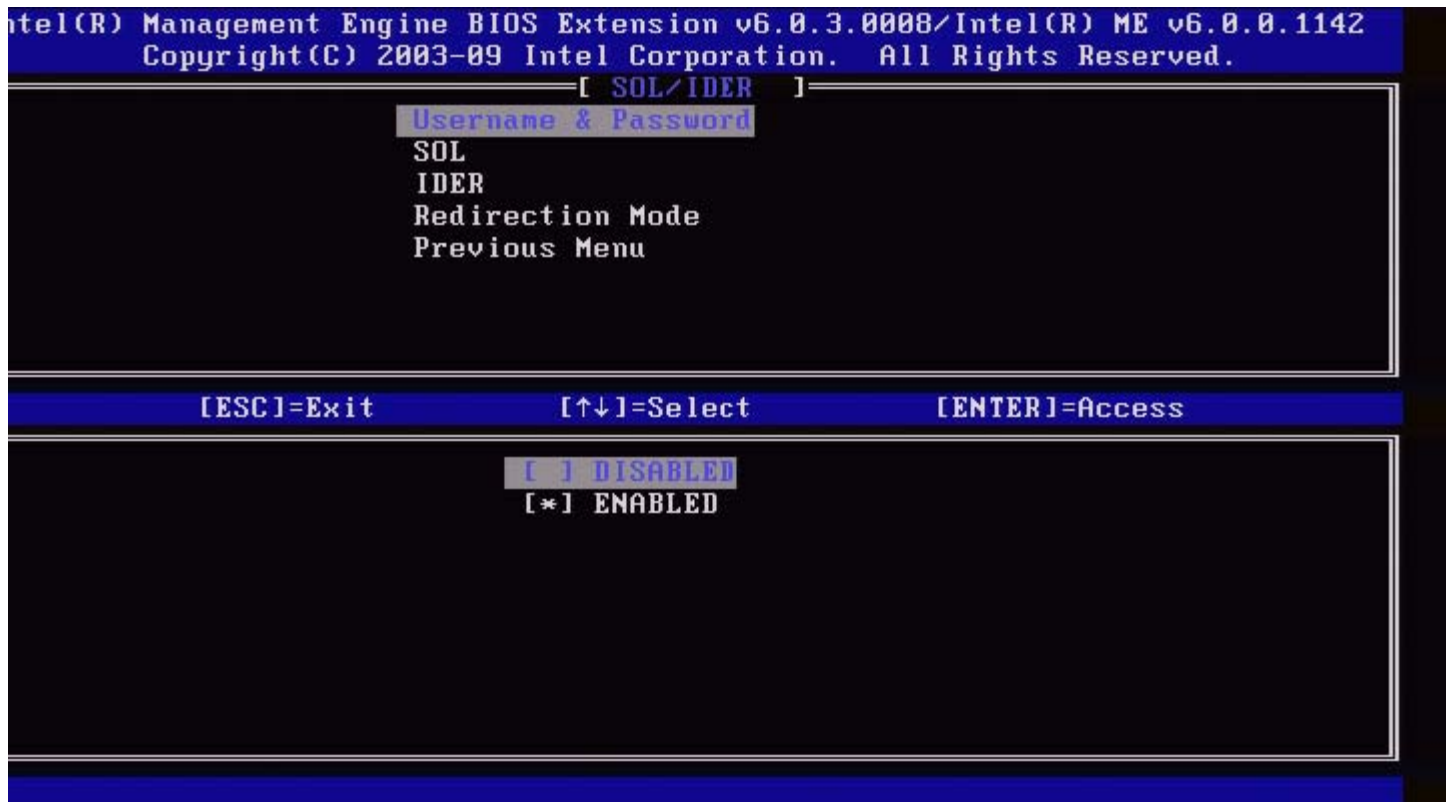 ntel(R) Management Engine BIOS Extension v6.0.3.0008/Intel(R) ME v6.0.0.1142
Copyright(C) 2003-09 Intel Corporation. All Rights Reserved.
[ SOL/IDER ]
Username & Password
SOL
IDER
Redirection Mode
Previous Menu
[ESC]=Exit [↑↓]=Select [ENTER]=Access
[ ] DISABLED
[*] ENABLED